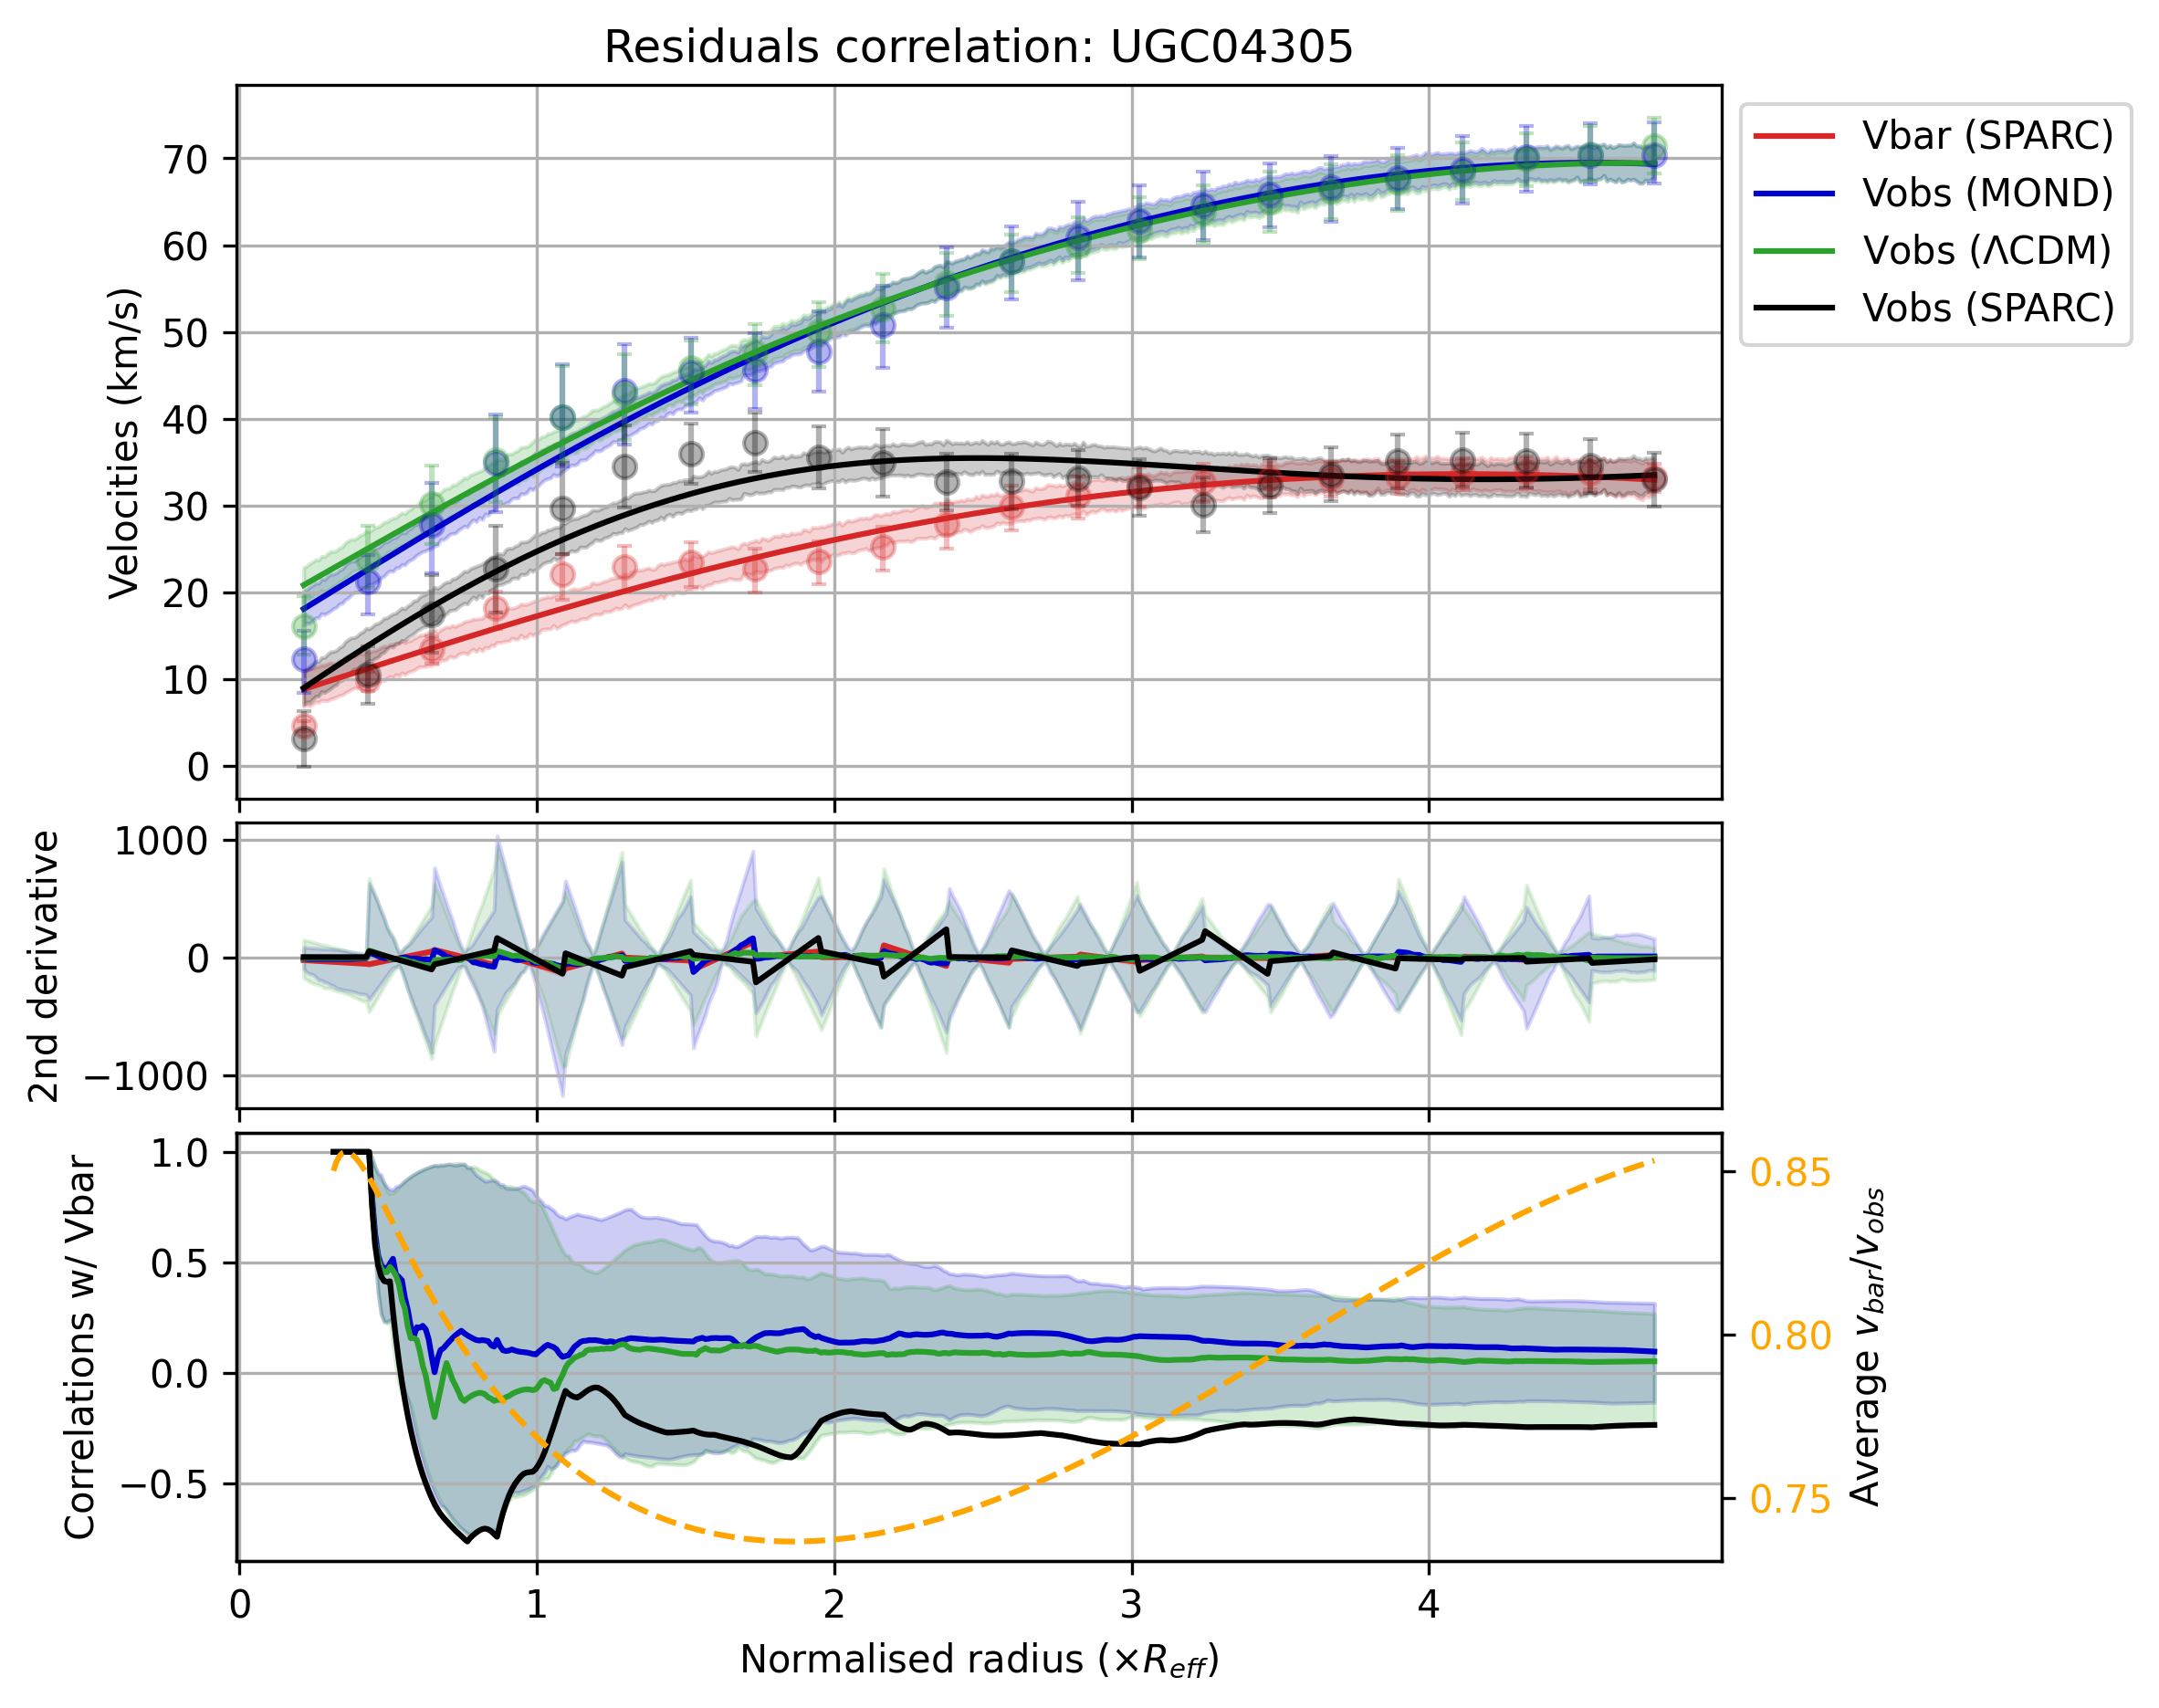 Residuals correlation: UGC04305
Velocities (km/s)
70
60
50
40
30
20
10
0
Vbar (SPARC)
Vobs (MOND)
Vobs (ΛCDM)
Vobs (SPARC)
2nd derivative
1000
0
−1000
Correlations w/ Vbar
1.0
0.5
0.0
−0.5
0.85
0.80
0.75
Average v_bar/v_obs
0 1 2 3 4
Normalised radius (×R_eff)